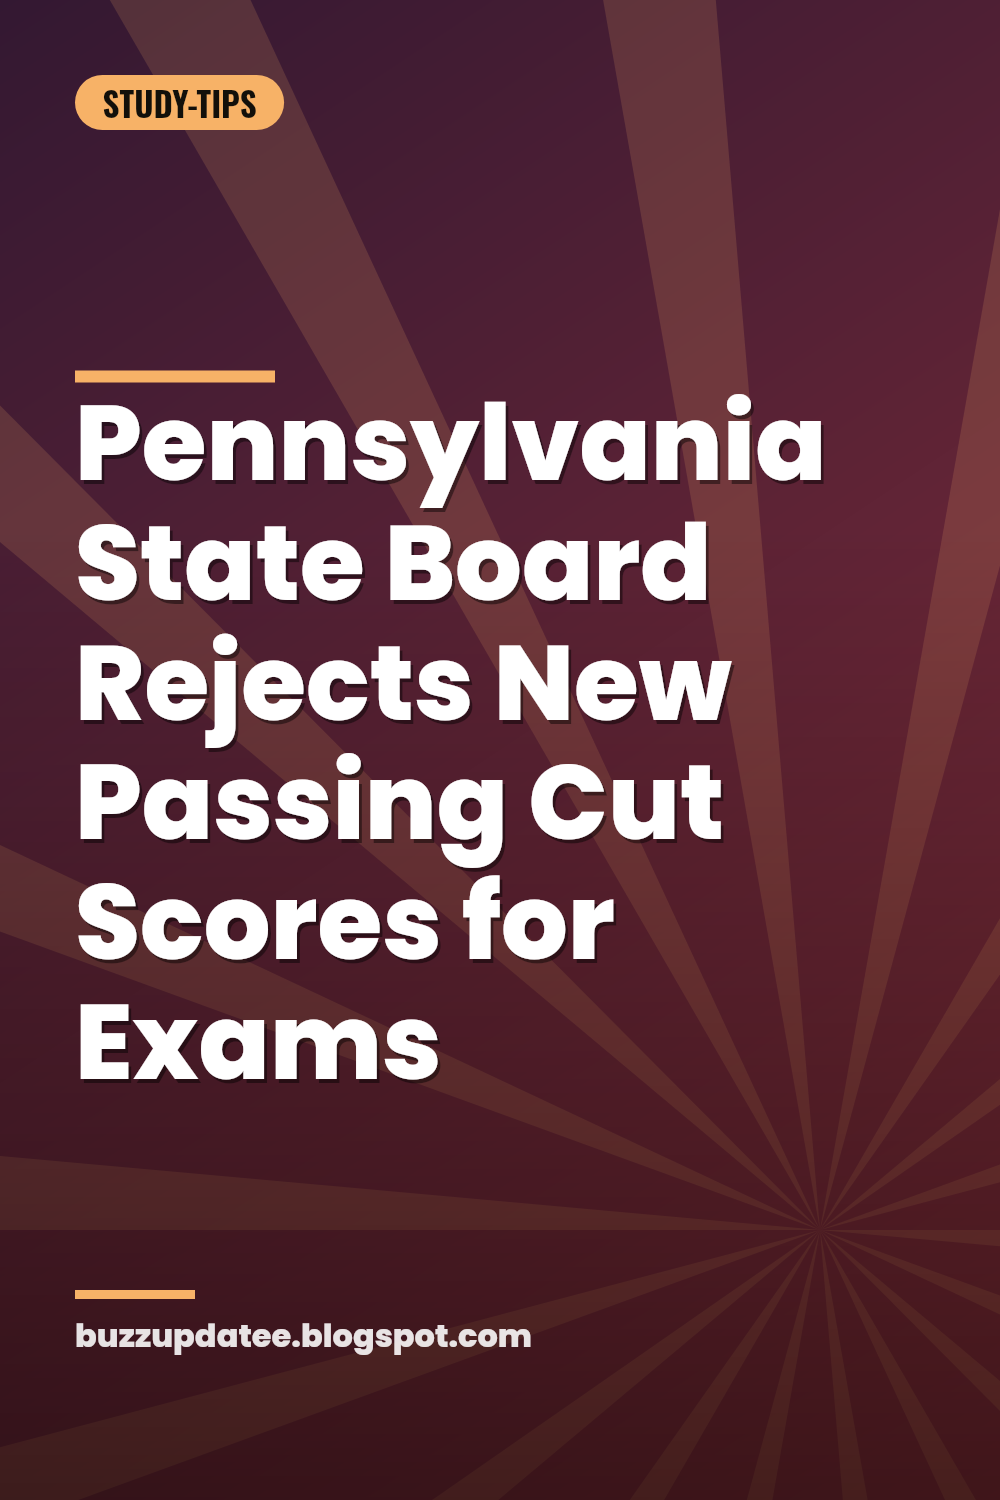 STUDY-TIPS
Pennsylvania
State Board
Rejects New
Passing Cut
Scores for
Exams
buzzupdatee.blogspot.com